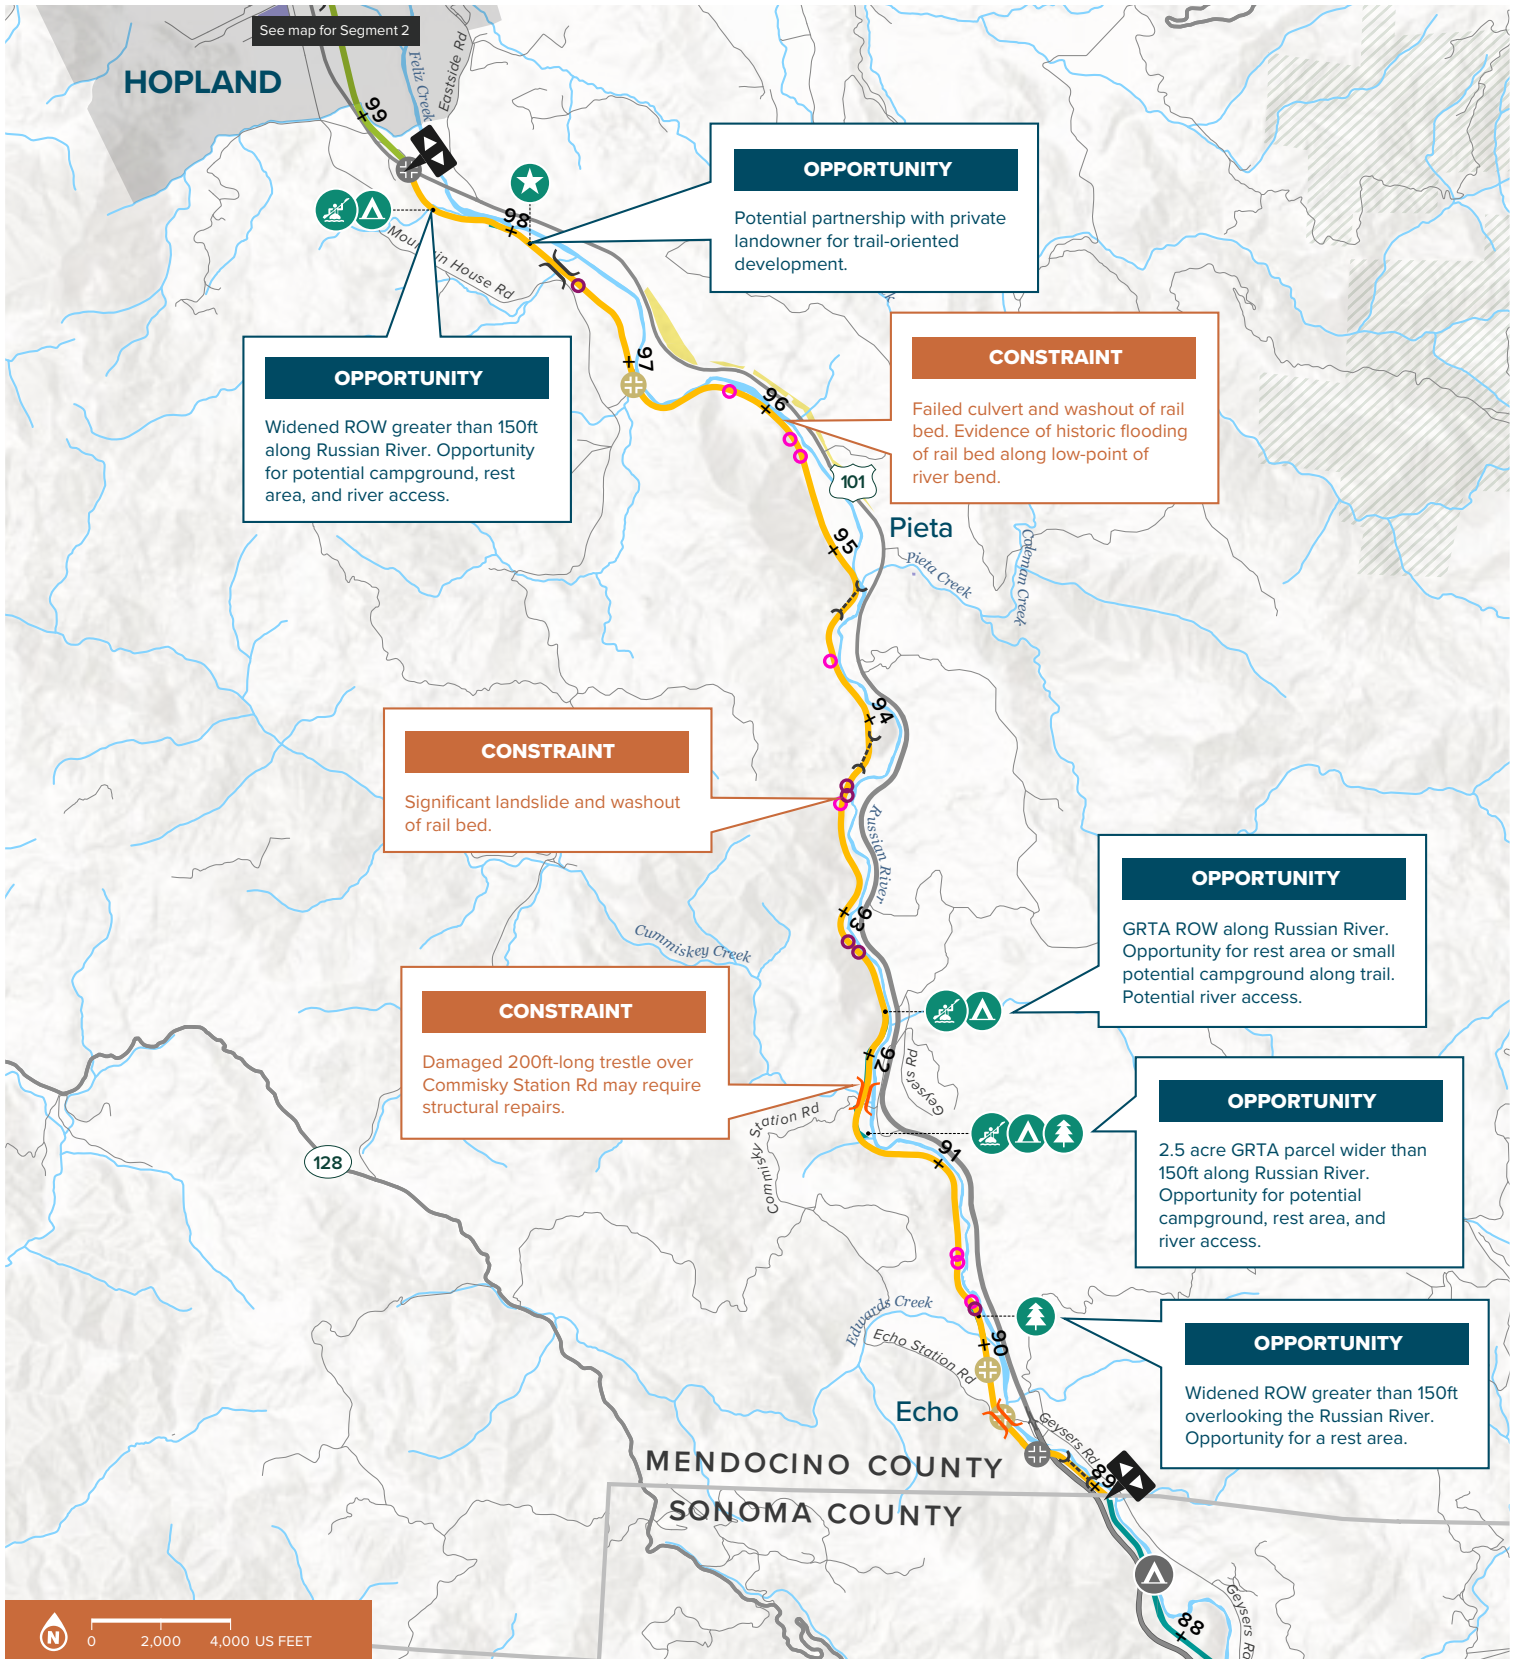 See map for Segment 2
HOPLAND
Feliz Creek
Eastside Rd
99
OPPORTUNITY
Potential partnership with private
landowner for trail-oriented
development.
98
Mountain House Rd
97
OPPORTUNITY
Widened ROW greater than 150ft
along Russian River. Opportunity
for potential campground, rest
area, and river access.
CONSTRAINT
Failed culvert and washout of rail
bed. Evidence of historic flooding
of rail bed along low-point of
river bend.
96
101
Pieta
95
Pieta Creek
Coleman Creek
94
CONSTRAINT
Significant landslide and washout
of rail bed.
Russian River
OPPORTUNITY
GRTA ROW along Russian River.
Opportunity for rest area or small
potential campground along trail.
Potential river access.
93
Cummiskey Creek
CONSTRAINT
Damaged 200ft-long trestle over
Commisky Station Rd may require
structural repairs.
92
Geysers Rd
Commisky Station Rd
OPPORTUNITY
2.5 acre GRTA parcel wider than
150ft along Russian River.
Opportunity for potential
campground, rest area, and
river access.
91
128
Edwards Creek
Echo Station Rd
90
OPPORTUNITY
Widened ROW greater than 150ft
overlooking the Russian River.
Opportunity for a rest area.
Echo
Geysers Rd
MENDOCINO COUNTY
89
SONOMA COUNTY
Geysers Rd
88
N
0 2,000 4,000 US FEET